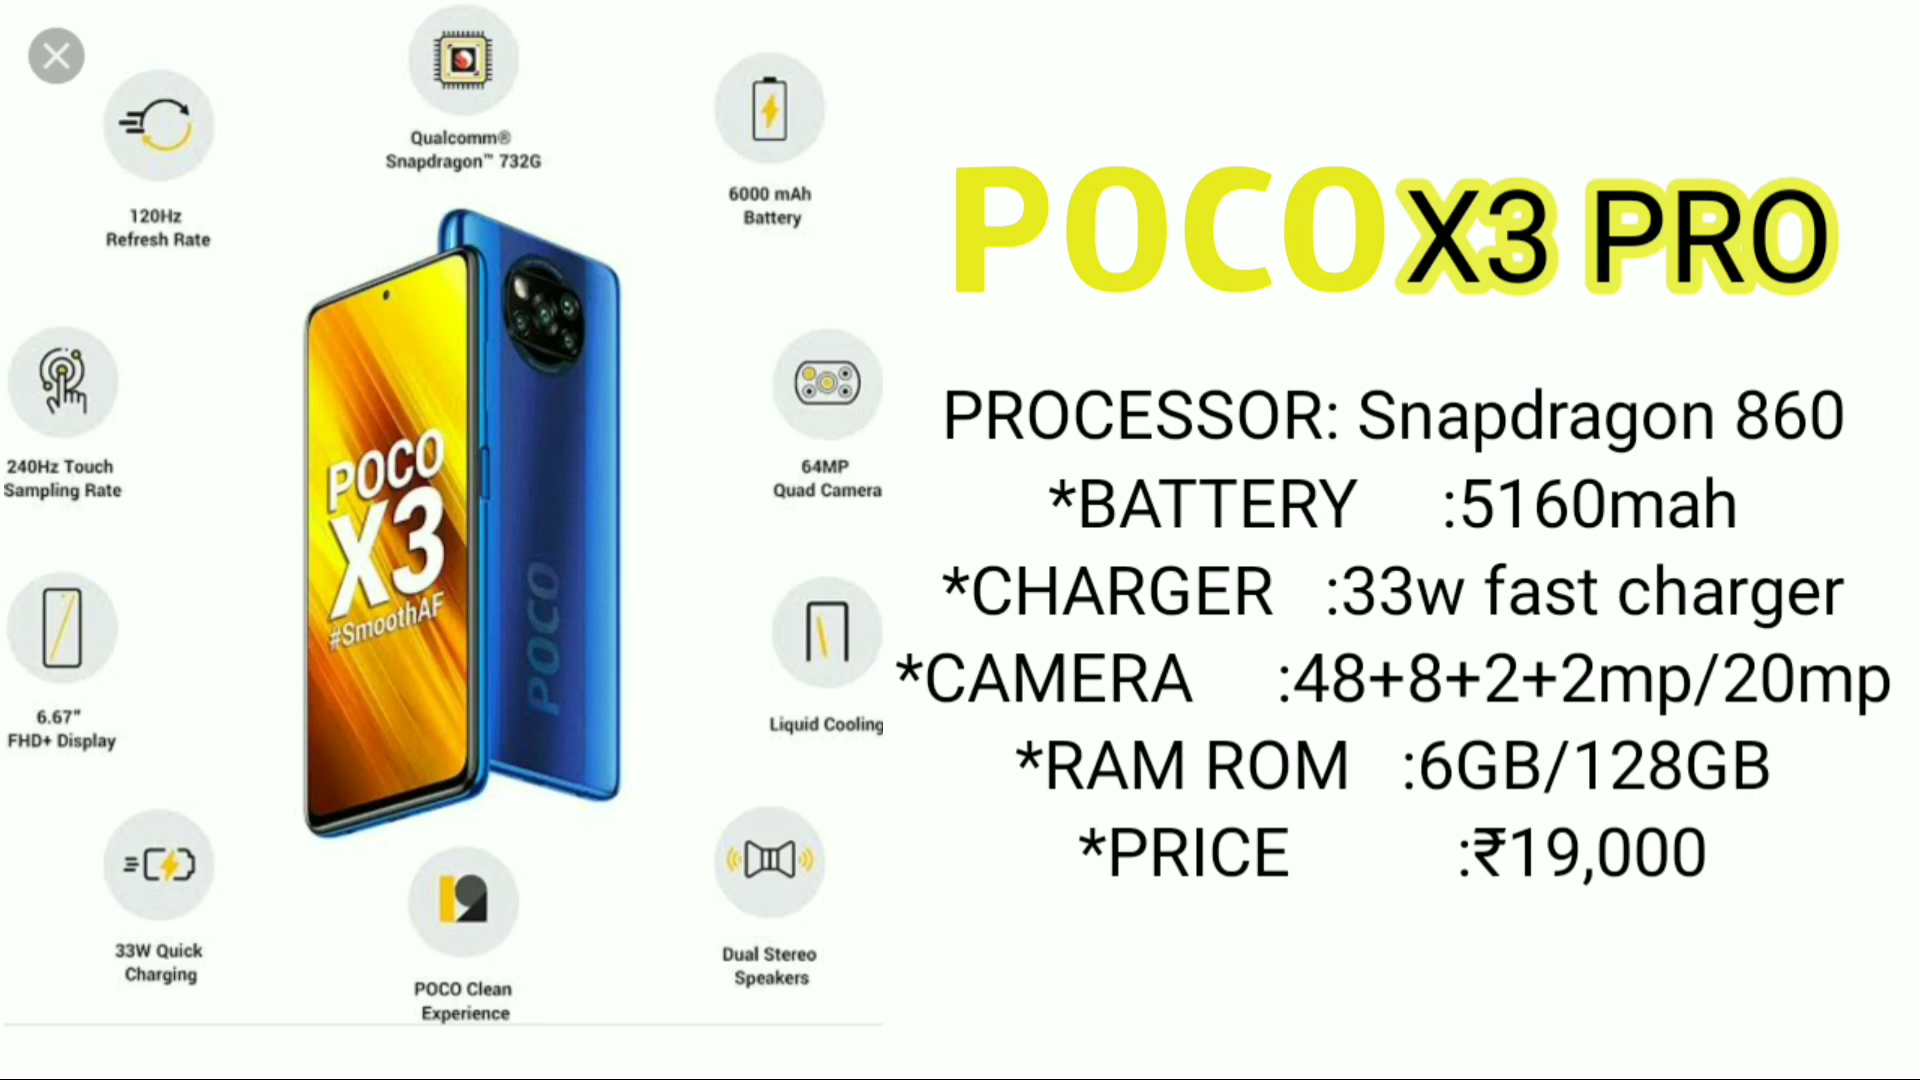 Qualcomm®
Snapdragon™ 732G
120Hz
Refresh Rate
6000 mAh
Battery
240Hz Touch
Sampling Rate
64MP
Quad Camera
6.67"
FHD+ Display
Liquid Cooling
33W Quick
Charging
POCO Clean
Experience
Dual Stereo
Speakers
POCO
X3
#SmoothAF
POCO
POCO X3 PRO
PROCESSOR: Snapdragon 860
*BATTERY :5160mah
*CHARGER :33w fast charger
*CAMERA :48+8+2+2mp/20mp
*RAM ROM :6GB/128GB
*PRICE :₹19,000